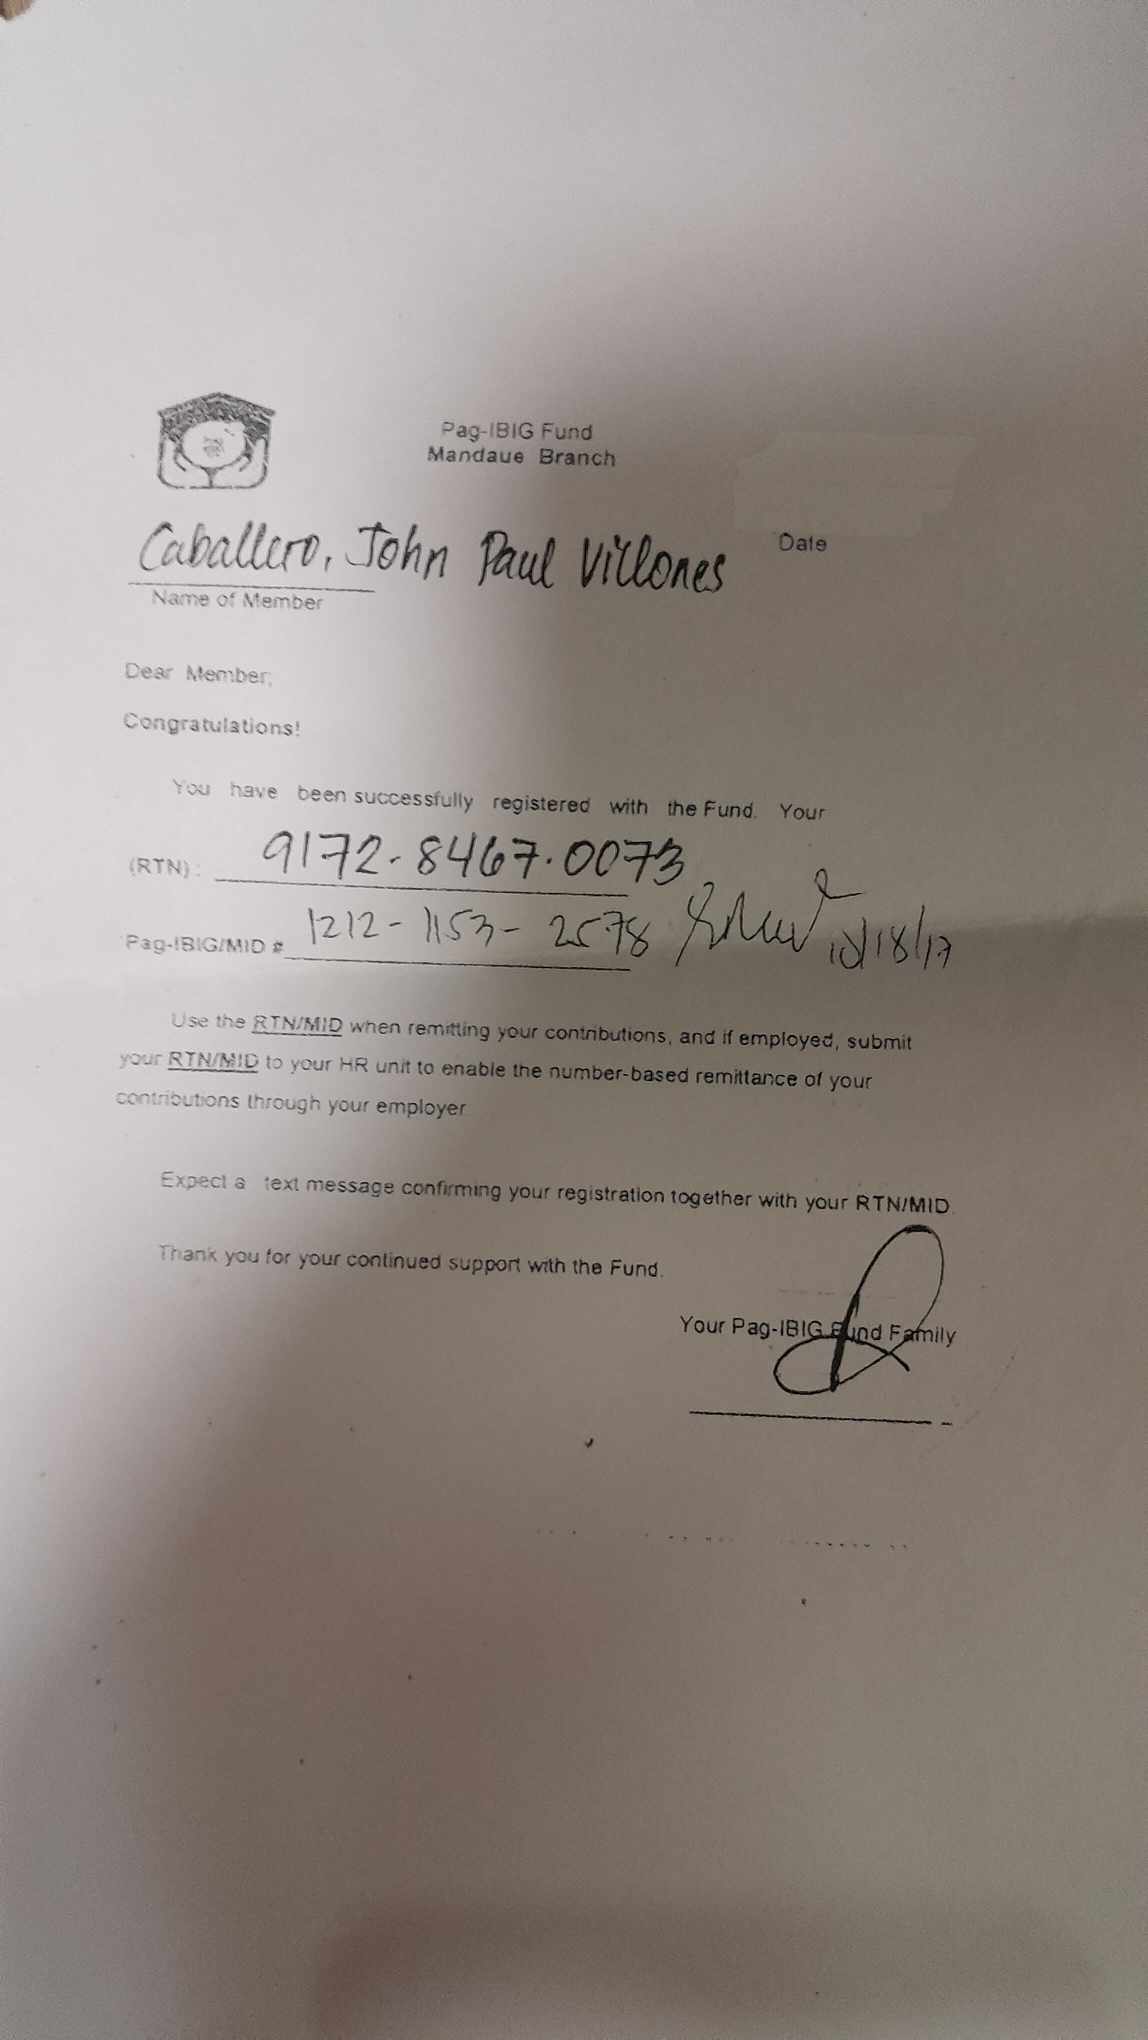 Pag-IBIG Fund
Mandaue Branch
Caballero, John Paul Villones
Date
Name of Member
Dear Member;
Congratulations!
You have been successfully registered with the Fund. Your
(RTN): 9172-8467-0073
Pag-IBIG/MID # 1212-1153-2578
Use the RTN/MID when remitting your contributions, and if employed, submit
your RTN/MID to your HR unit to enable the number-based remittance of your
contributions through your employer
Expect a text message confirming your registration together with your RTN/MID.
Thank you for your continued support with the Fund.
Your Pag-IBIG Fund Family